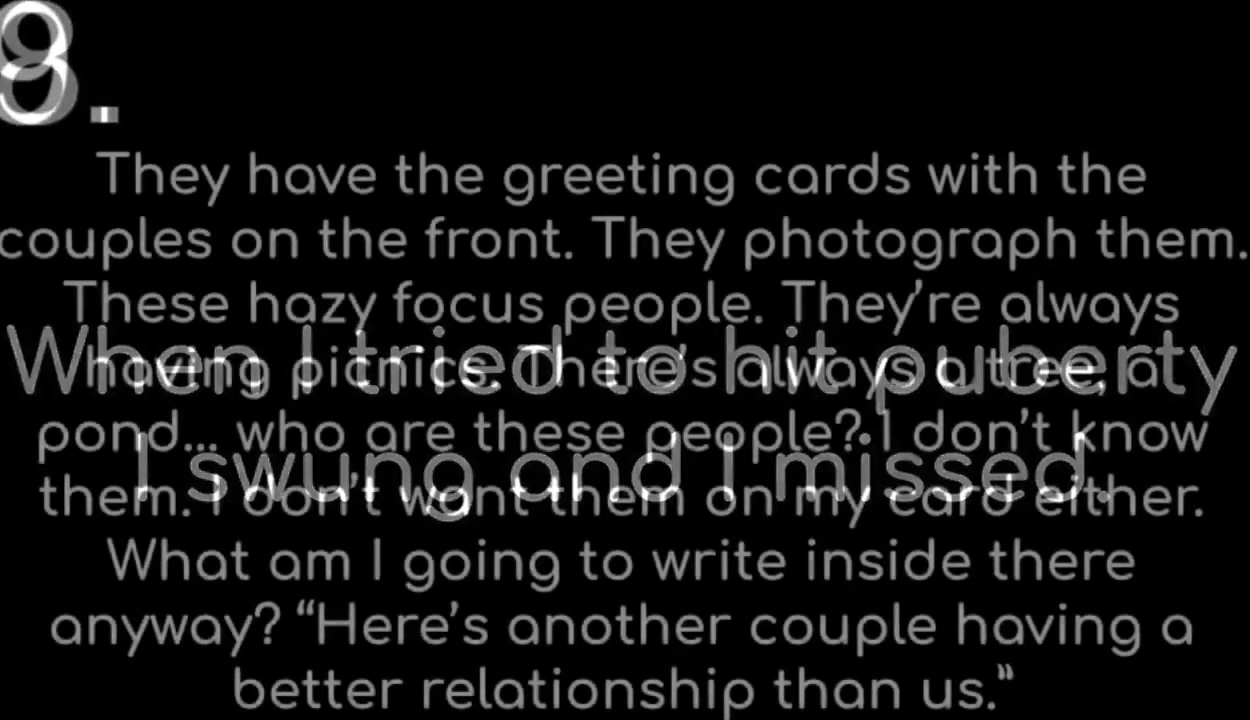 8.
They have the greeting cards with the
couples on the front. They photograph them.
These hazy focus people. They're always
When I tried to hit puberty
having picnics. There's always a tree, a
pond... who are these people? I don't know
I swung and I missed.
them. I don't want them on my card either.
What am I going to write inside there
anyway? “Here's another couple having a
better relationship than us.”